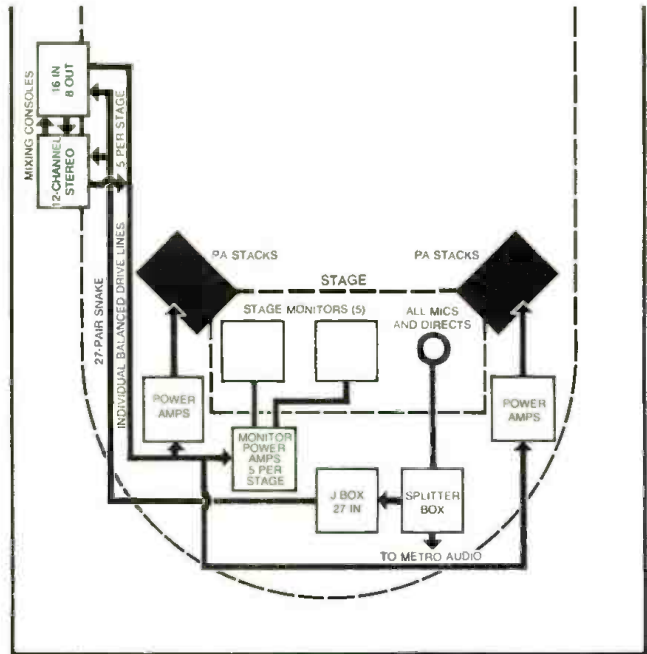 MIXING CONSOLES
16 IN
8 OUT
12-CHANNEL
STEREO
5 PER STAGE
27-PAIR SNAKE
INDIVIDUAL BALANCED DRIVE LINES
PA STACKS
PA STACKS
STAGE
STAGE MONITORS (5)
ALL MICS
AND DIRECTS
POWER
AMPS
POWER
AMPS
MONITOR
POWER
AMPS
5 PER
STAGE
J BOX
27 IN
SPLITTER
BOX
TO METRO AUDIO